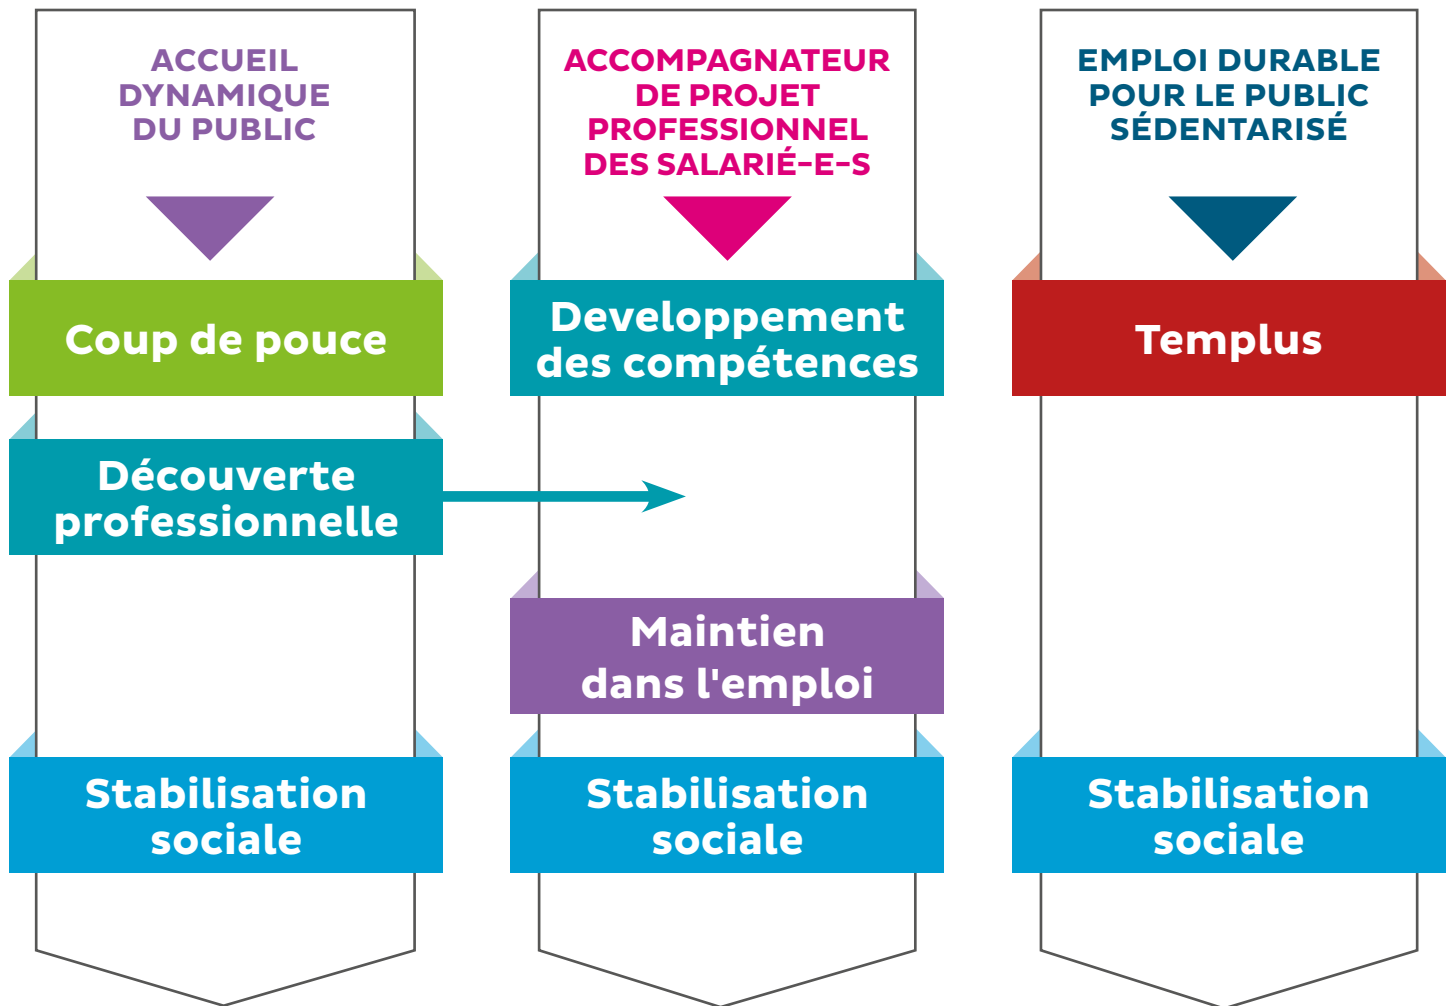 ACCUEIL
DYNAMIQUE
DU PUBLIC
Coup de pouce
Découverte
professionnelle
Stabilisation
sociale
ACCOMPAGNATEUR
DE PROJET
PROFESSIONNEL
DES SALARIÉ-E-S
Developpement
des compétences
Maintien
dans l'emploi
Stabilisation
sociale
EMPLOI DURABLE
POUR LE PUBLIC
SÉDENTARISÉ
Templus
Stabilisation
sociale